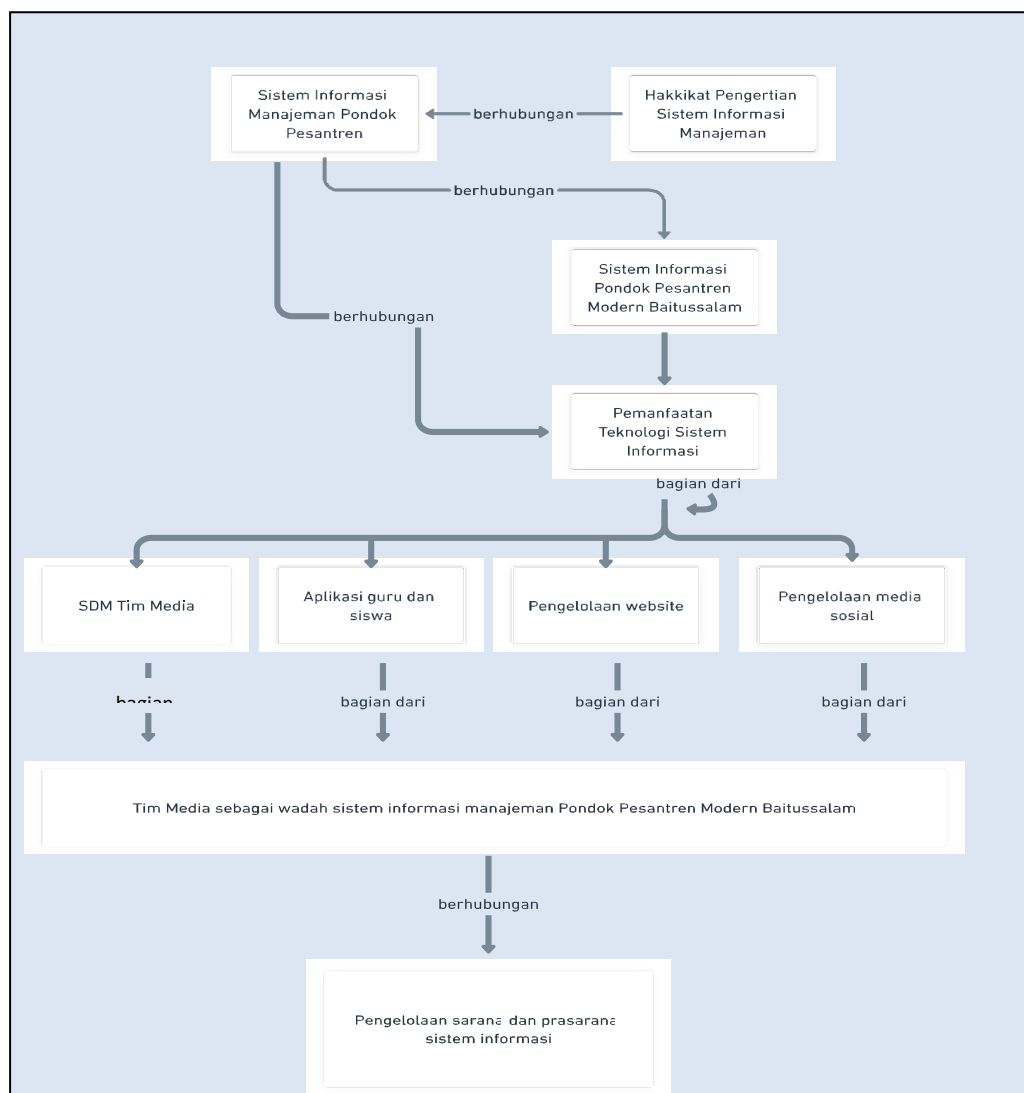 Sistem Informasi
Manajeman Pondok
Pesantren
berhubungan
Hakkikat Pengertian
Sistem Informasi
Manajeman
berhubungan
Sistem Informasi
Pondok Pesantren
Modern Baitussalam
berhubungan
Pemanfaatan
Teknologi Sistem
Informasi
bagian dari
SDM Tim Media
Aplikasi guru dan
siswa
Pengelolaan website
Pengelolaan media
sosial
bagian
bagian dari
bagian dari
bagian dari
Tim Media sebagai wadah sistem informasi manajeman Pondok Pesantren Modern Baitussalam
berhubungan
Pengelolaan sarana dan prasarana
sistem informasi